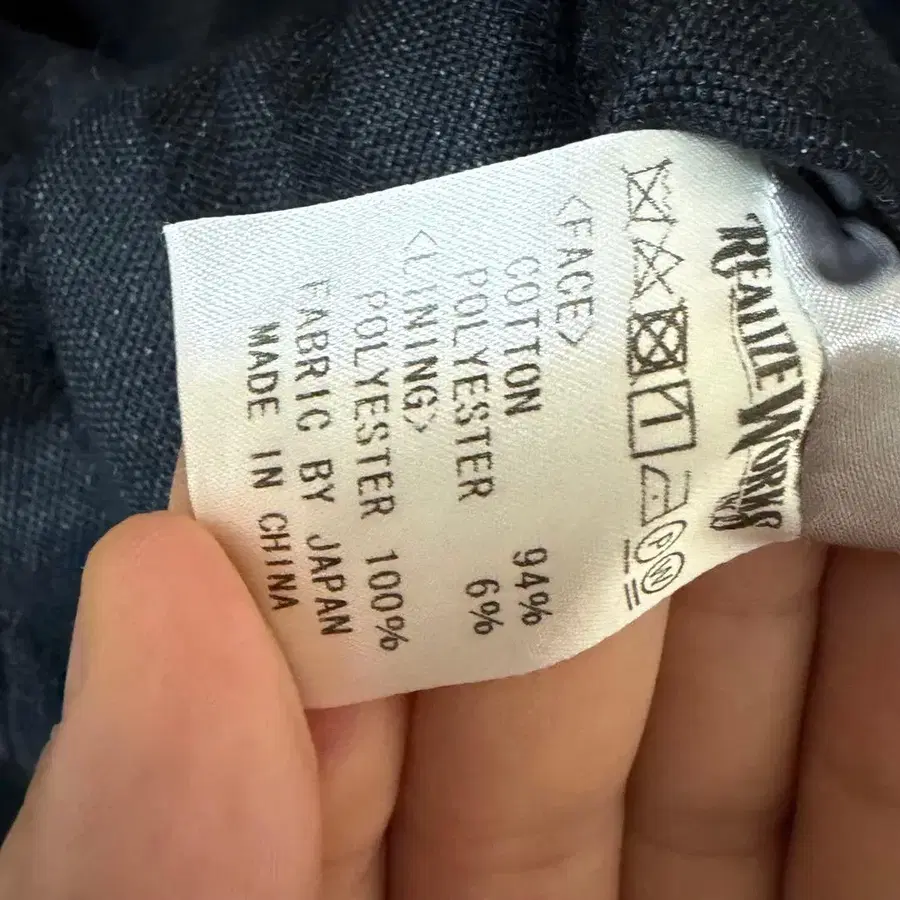 REALIZE WORKS
P W
<FACE>
COTTON 94%
POLYESTER 6%
<LINING>
POLYESTER 100%
FABRIC BY JAPAN
MADE IN CHINA